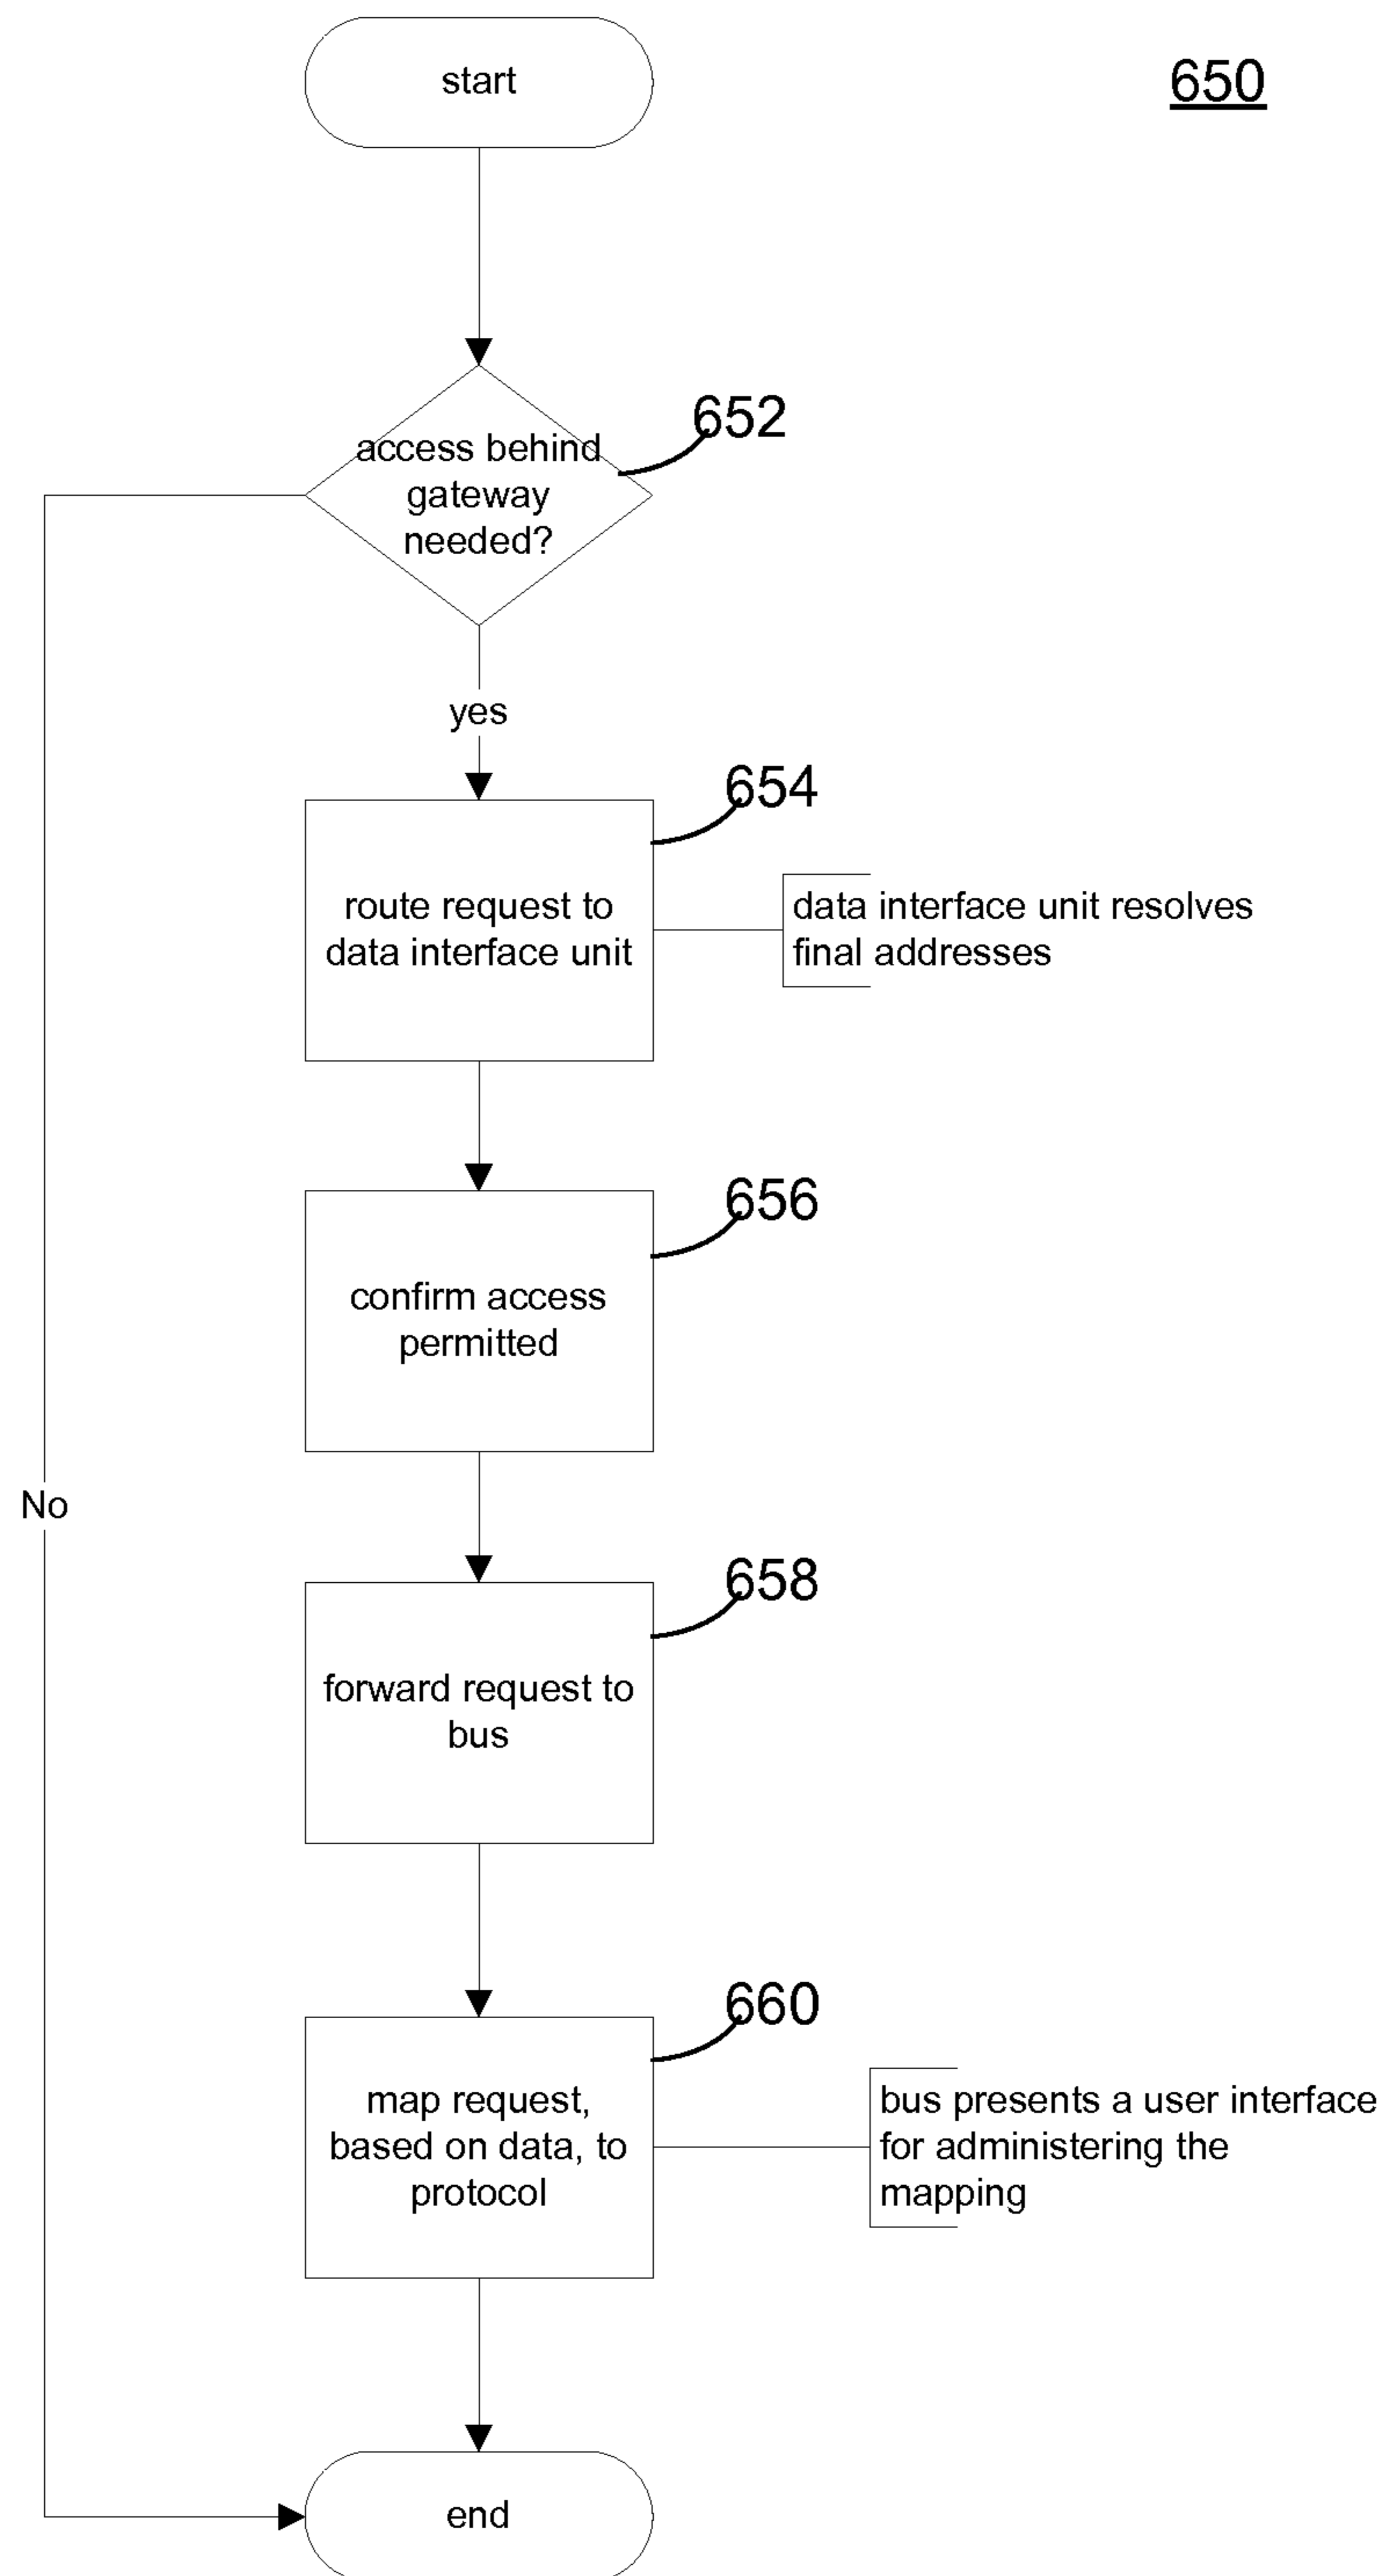 start
650
652
access behind
gateway
needed?
yes
654
route request to
data interface unit
data interface unit resolves
final addresses
656
confirm access
permitted
No
658
forward request to
bus
660
map request,
based on data, to
protocol
bus presents a user interface
for administering the
mapping
end